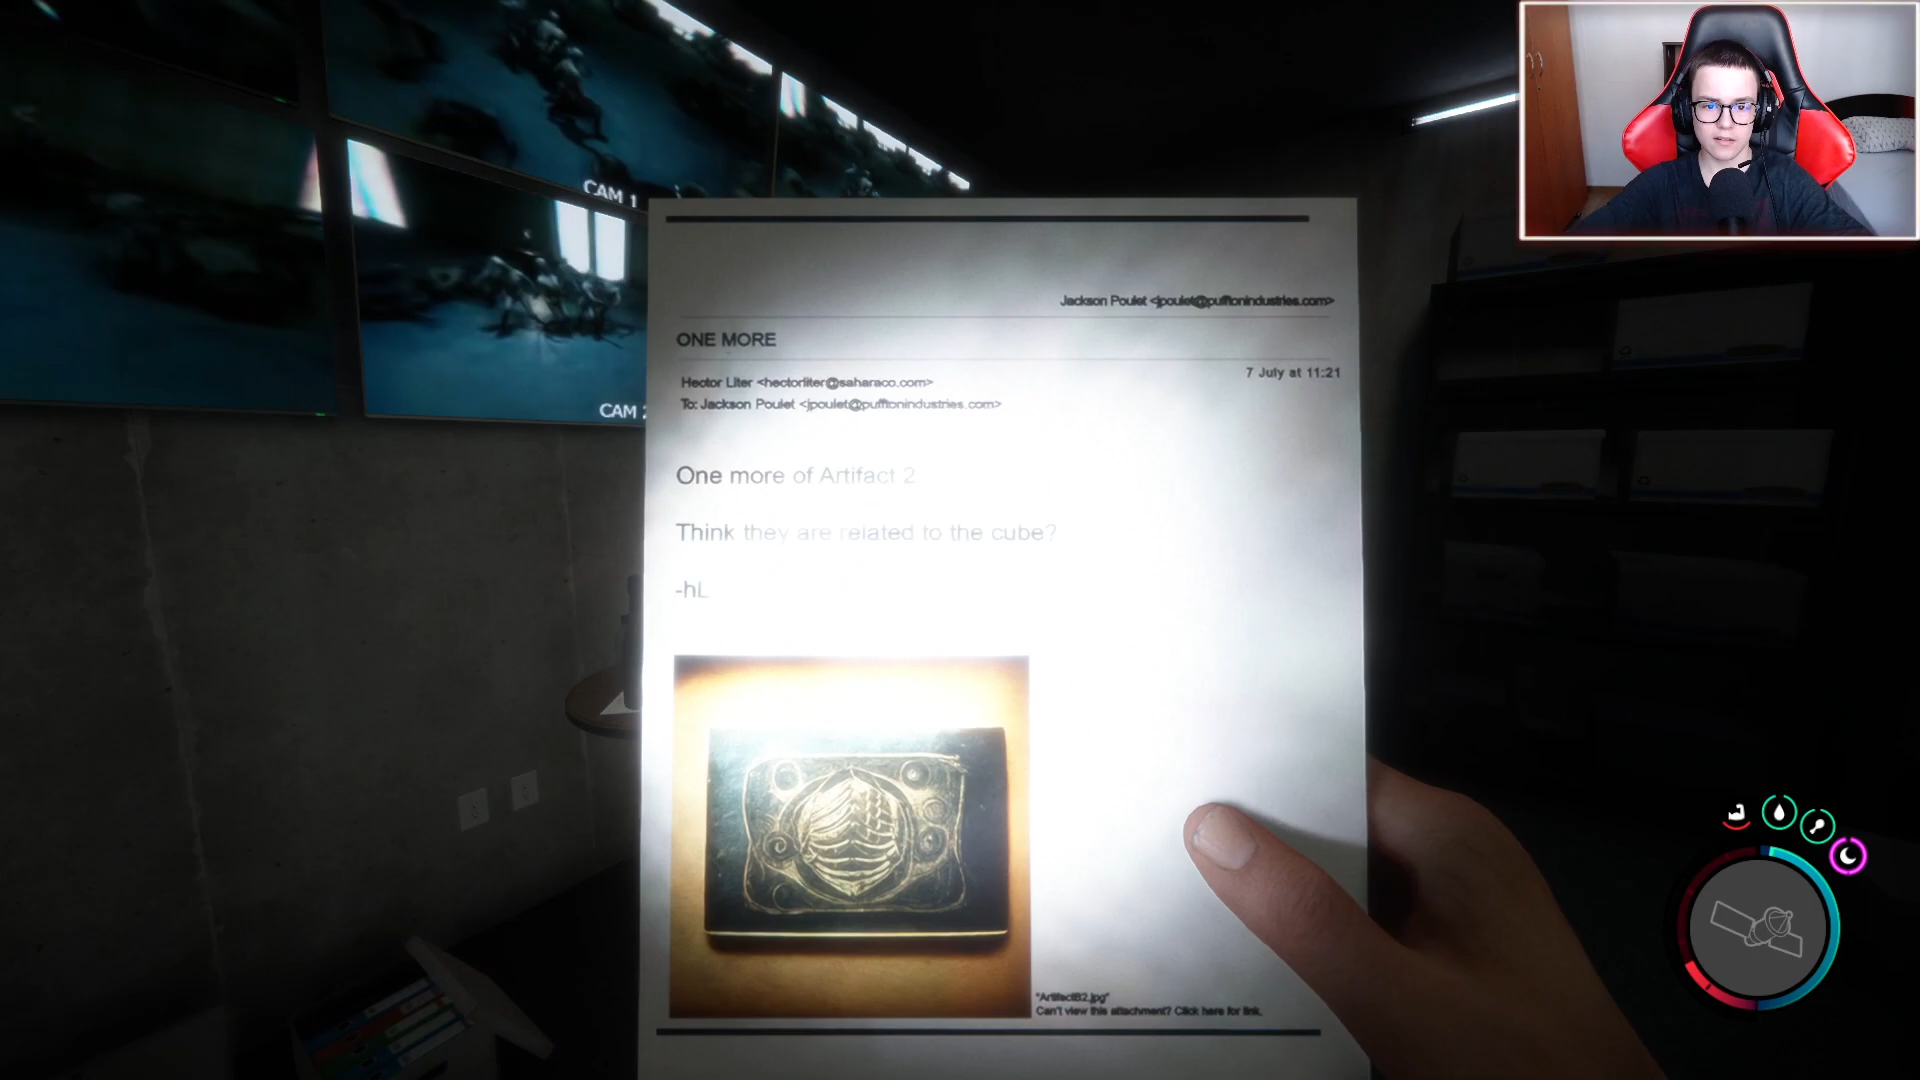 CAM 1
CAM 2
Jackson Poulet <jpoulet@pufftonindustries.com>
ONE MORE
7 July at 11:21
Hector Liter <hectorliter@saharaco.com>
To: Jackson Poulet <jpoulet@pufftonindustries.com>
One more of Artifact 2
Think they are related to the cube?
-hL
"ArtifactB2.jpg"
Can't view this attachment? Click here for link.